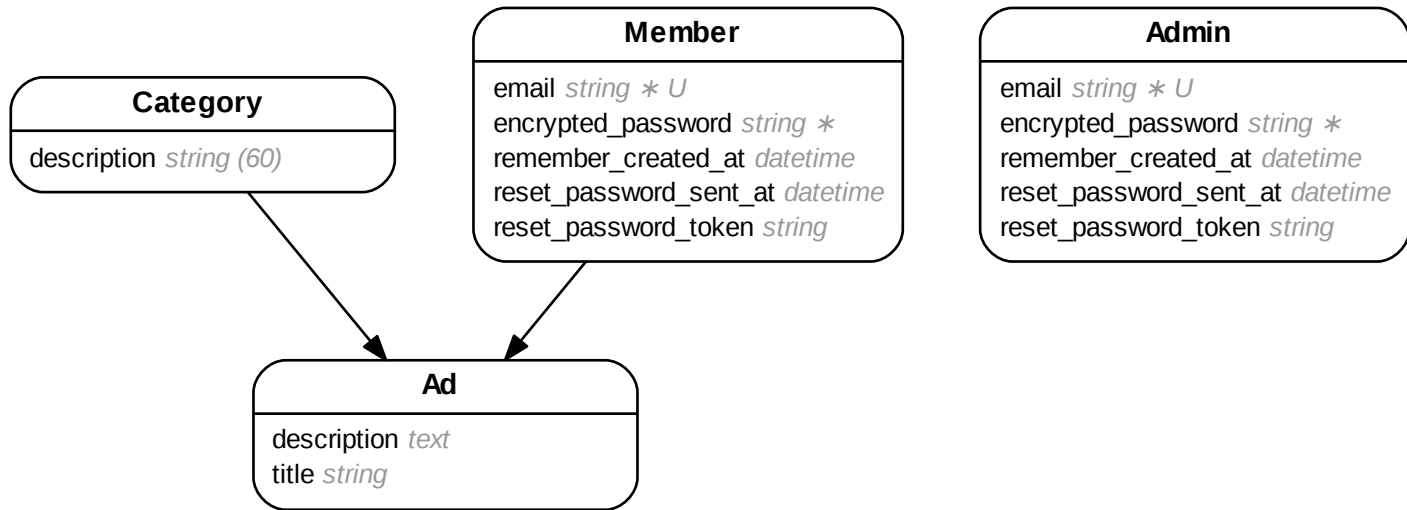 Category
description string (60)
Member
email string ∗ U
encrypted_password string ∗
remember_created_at datetime
reset_password_sent_at datetime
reset_password_token string
Admin
email string ∗ U
encrypted_password string ∗
remember_created_at datetime
reset_password_sent_at datetime
reset_password_token string
Ad
description text
title string